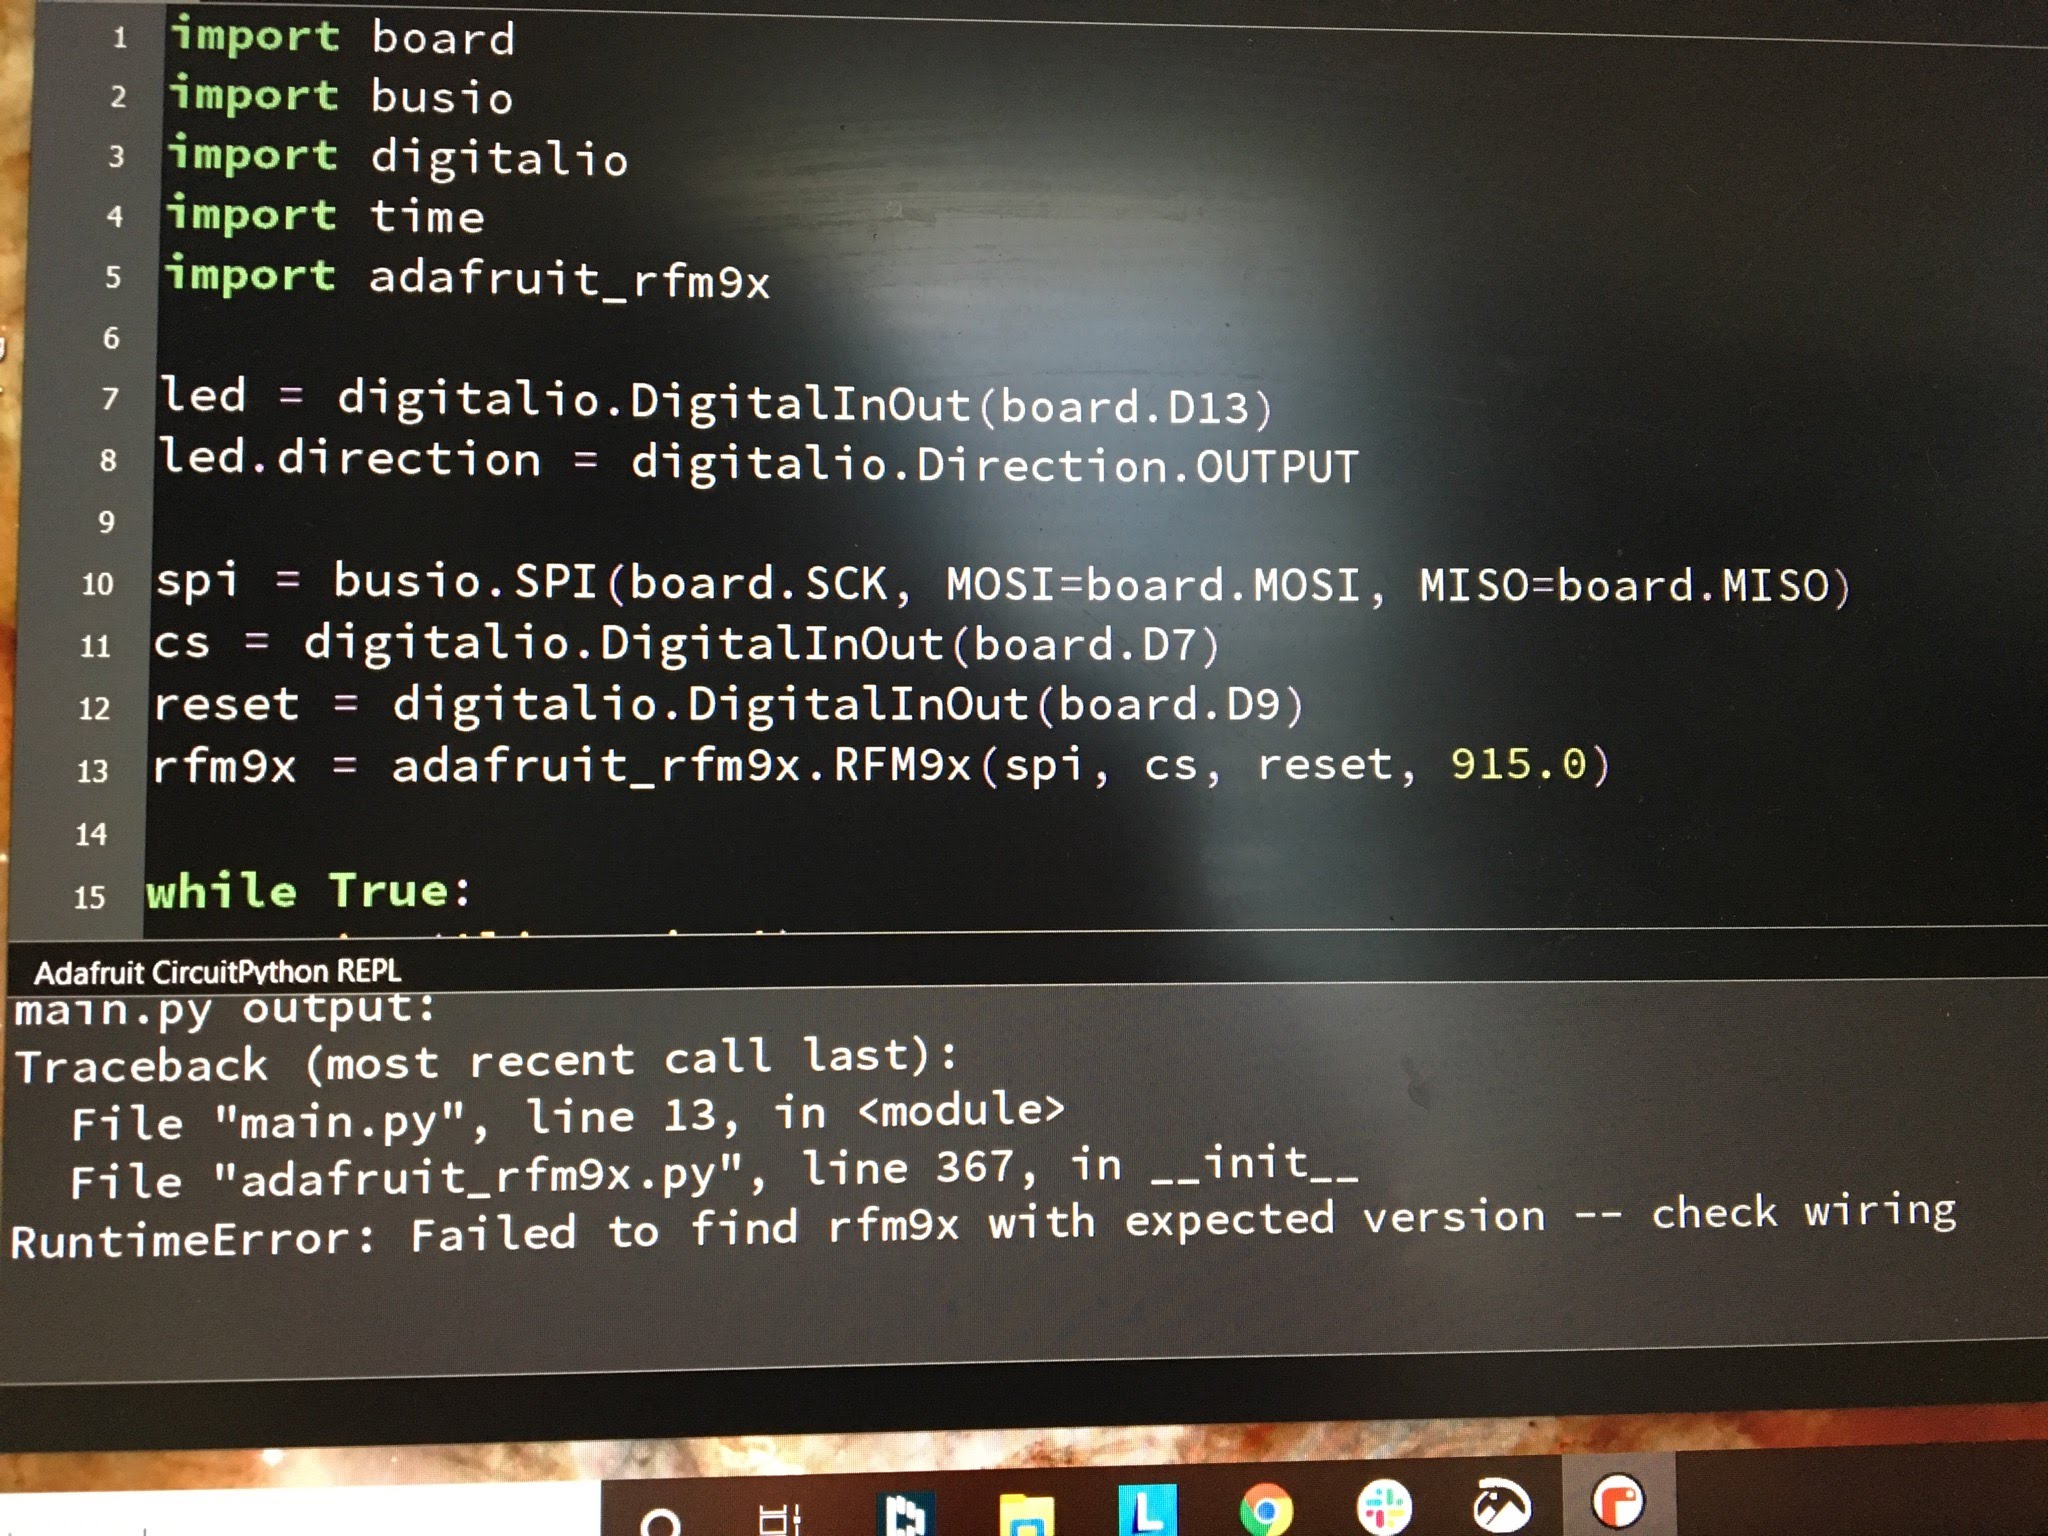 1 import board
2 import busio
3 import digitalio
4 import time
5 import adafruit_rfm9x
6
7 led = digitalio.DigitalInOut(board.D13)
8 led.direction = digitalio.Direction.OUTPUT
9
10 spi = busio.SPI(board.SCK, MOSI=board.MOSI, MISO=board.MISO)
11 cs = digitalio.DigitalInOut(board.D7)
12 reset = digitalio.DigitalInOut(board.D9)
13 rfm9x = adafruit_rfm9x.RFM9x(spi, cs, reset, 915.0)
14
15 while True:
Adafruit CircuitPython REPL
main.py output:
Traceback (most recent call last):
File "main.py", line 13, in <module>
File "adafruit_rfm9x.py", line 367, in __init__
RuntimeError: Failed to find rfm9x with expected version -- check wiring
L